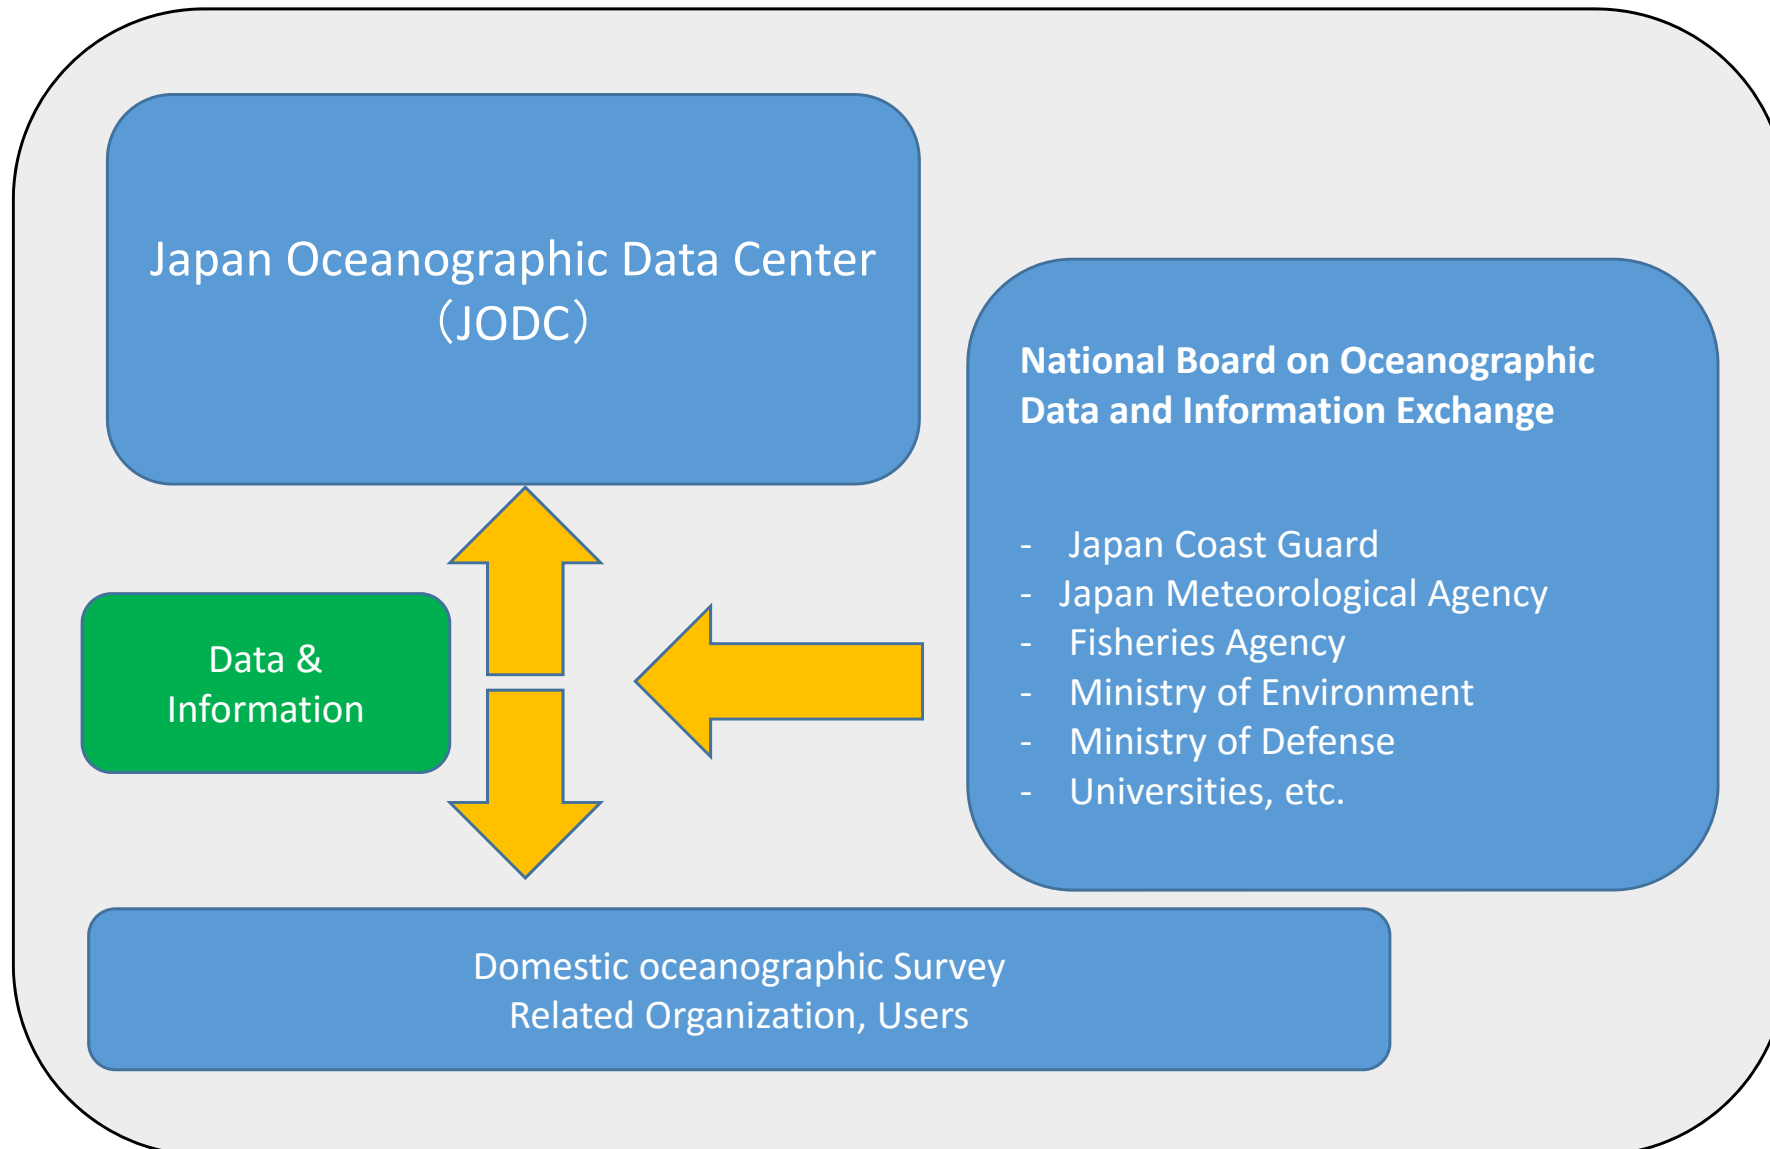 Japan Oceanographic Data Center
（JODC）
National Board on Oceanographic
Data and Information Exchange
- Japan Coast Guard
- Japan Meteorological Agency
- Fisheries Agency
- Ministry of Environment
- Ministry of Defense
- Universities, etc.
Data &
Information
Domestic oceanographic Survey
Related Organization, Users